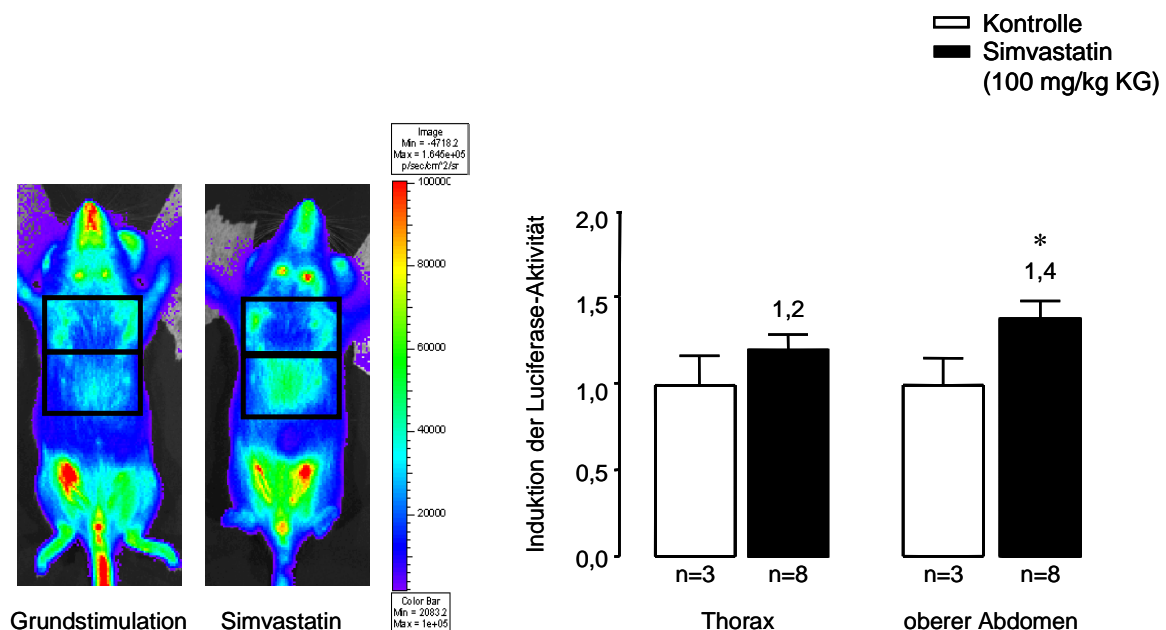 Kontrolle
Simvastatin
(100 mg/kg KG)
Image
Min = -4718.2
Max = 1.645e+05
p/sec/cm^2/sr
100000
80000
60000
40000
20000
Color Bar
Min = 2083.2
Max = 1e+05
Grundstimulation
Simvastatin
Induktion der Luciferase-Aktivität
2,0
1,5
1,0
0,5
0,0
1,2
*
1,4
n=3
n=8
n=3
n=8
Thorax
oberer Abdomen